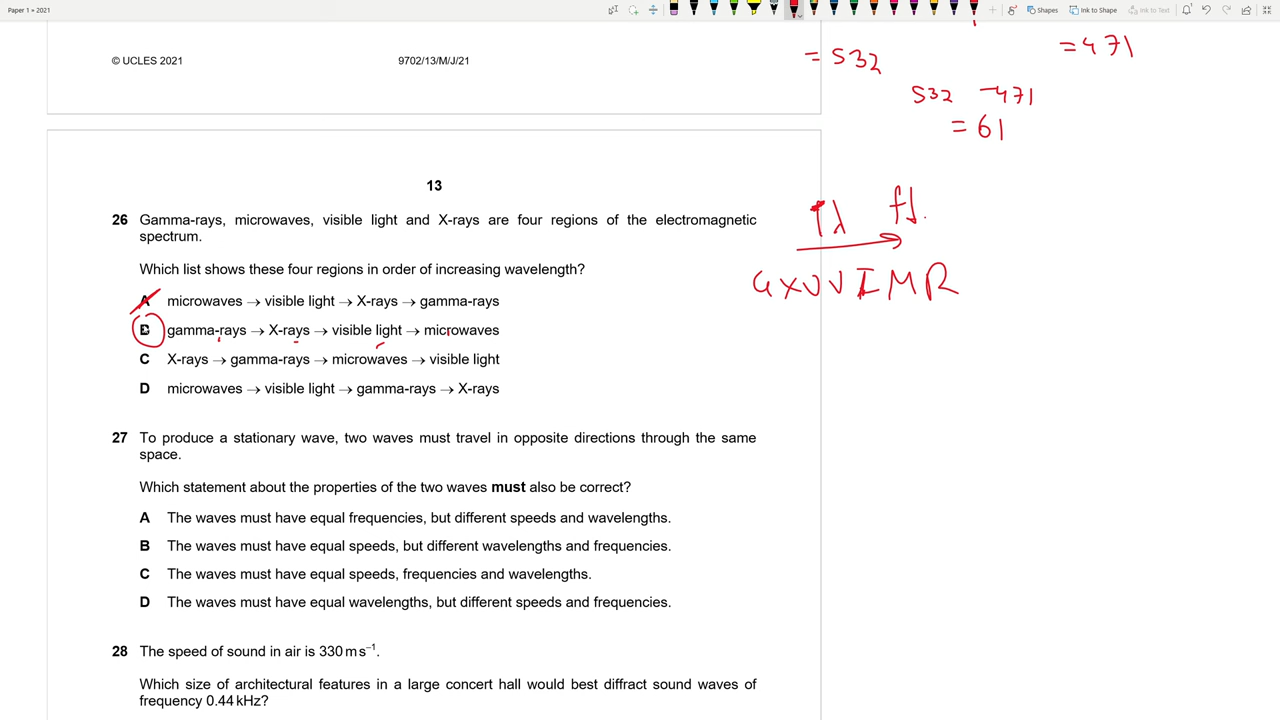 Paper 1 » 2021
Shapes
Ink to Shape
Ink to Text
© UCLES 2021
9702/13/M/J/21
= 532
= 471
532 - 471
= 61
13
26 Gamma-rays, microwaves, visible light and X-rays are four regions of the electromagnetic
spectrum.
Which list shows these four regions in order of increasing wavelength?
A microwaves → visible light → X-rays → gamma-rays
B gamma-rays → X-rays → visible light → microwaves
C X-rays → gamma-rays → microwaves → visible light
D microwaves → visible light → gamma-rays → X-rays
↑λ f↓.
G X U V I M R
27 To produce a stationary wave, two waves must travel in opposite directions through the same
space.
Which statement about the properties of the two waves must also be correct?
A The waves must have equal frequencies, but different speeds and wavelengths.
B The waves must have equal speeds, but different wavelengths and frequencies.
C The waves must have equal speeds, frequencies and wavelengths.
D The waves must have equal wavelengths, but different speeds and frequencies.
28 The speed of sound in air is 330 m s⁻¹.
Which size of architectural features in a large concert hall would best diffract sound waves of
frequency 0.44 kHz?